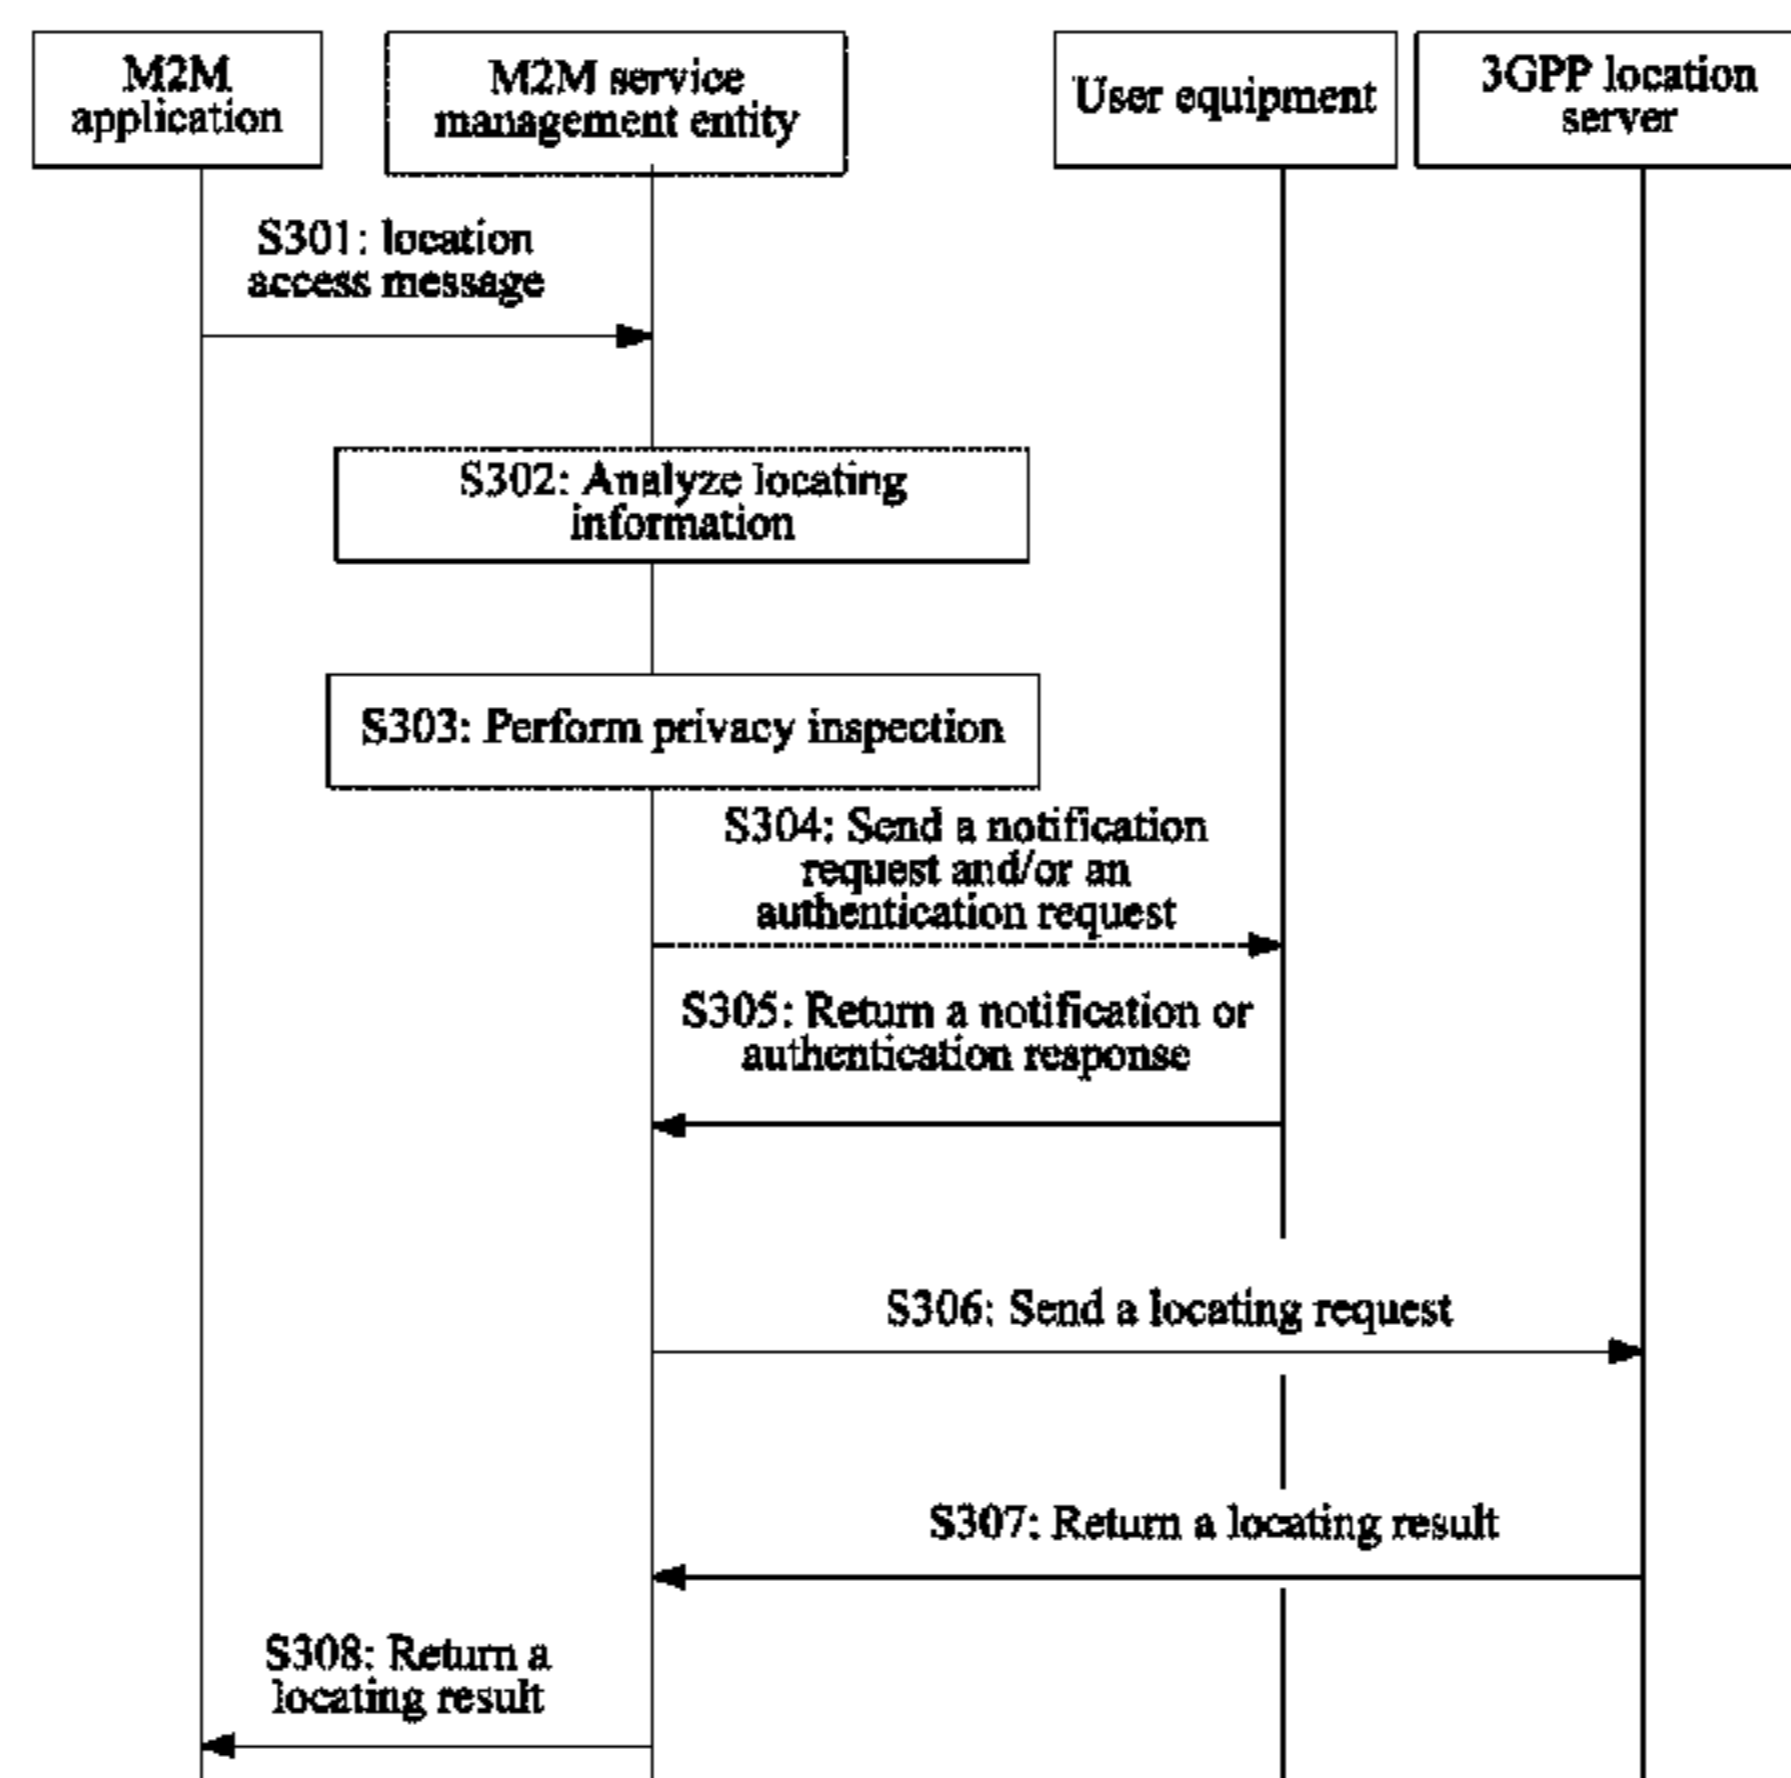 M2M
application
M2M service
management entity
User equipment
3GPP location
server
S301: location
access message
S302: Analyze locating
information
S303: Perform privacy inspection
S304: Send a notification
request and/or an
authentication request
S305: Return a notification or
authentication response
S306: Send a locating request
S307: Return a locating result
S308: Return a
locating result